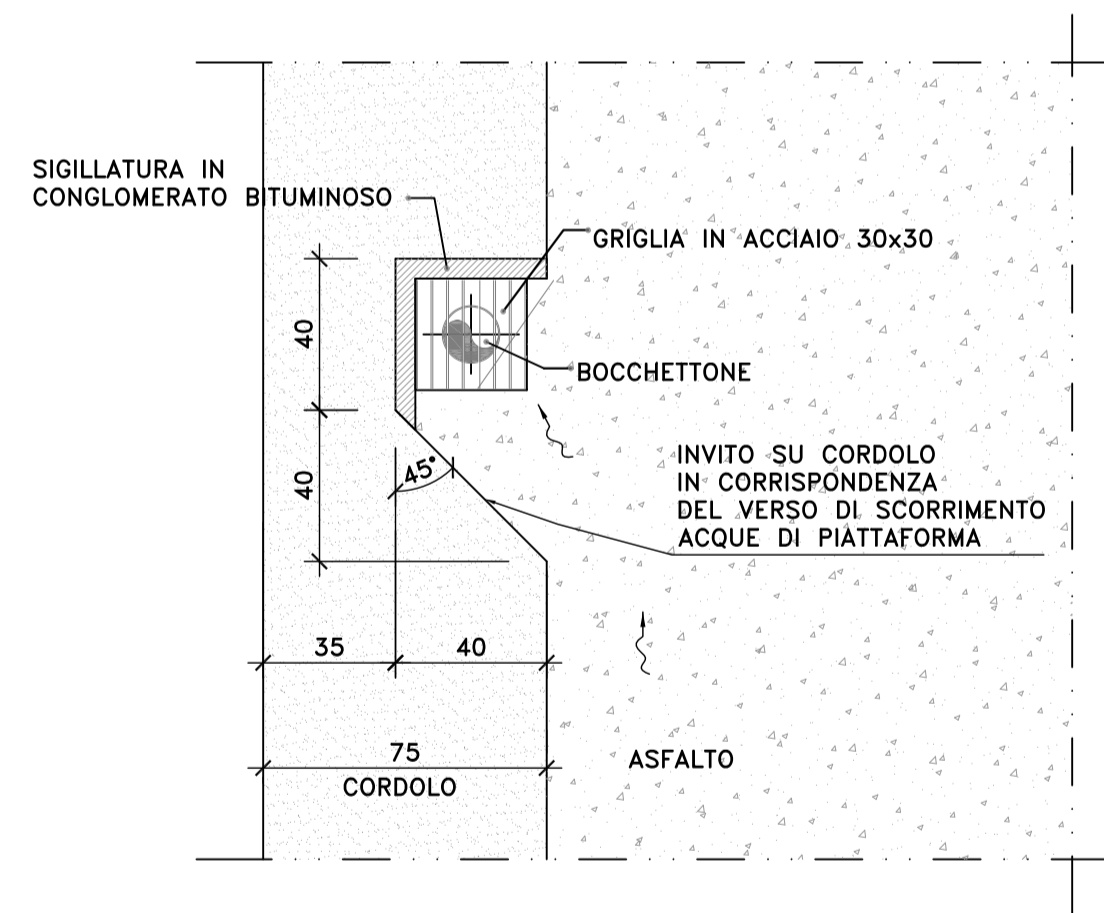 SIGILLATURA IN
CONGLOMERATO BITUMINOSO
GRIGLIA IN ACCIAIO 30x30
40
BOCCHETTONE
40
45°
INVITO SU CORDOLO
IN CORRISPONDENZA
DEL VERSO DI SCORRIMENTO
ACQUE DI PIATTAFORMA
35
40
75
CORDOLO
ASFALTO